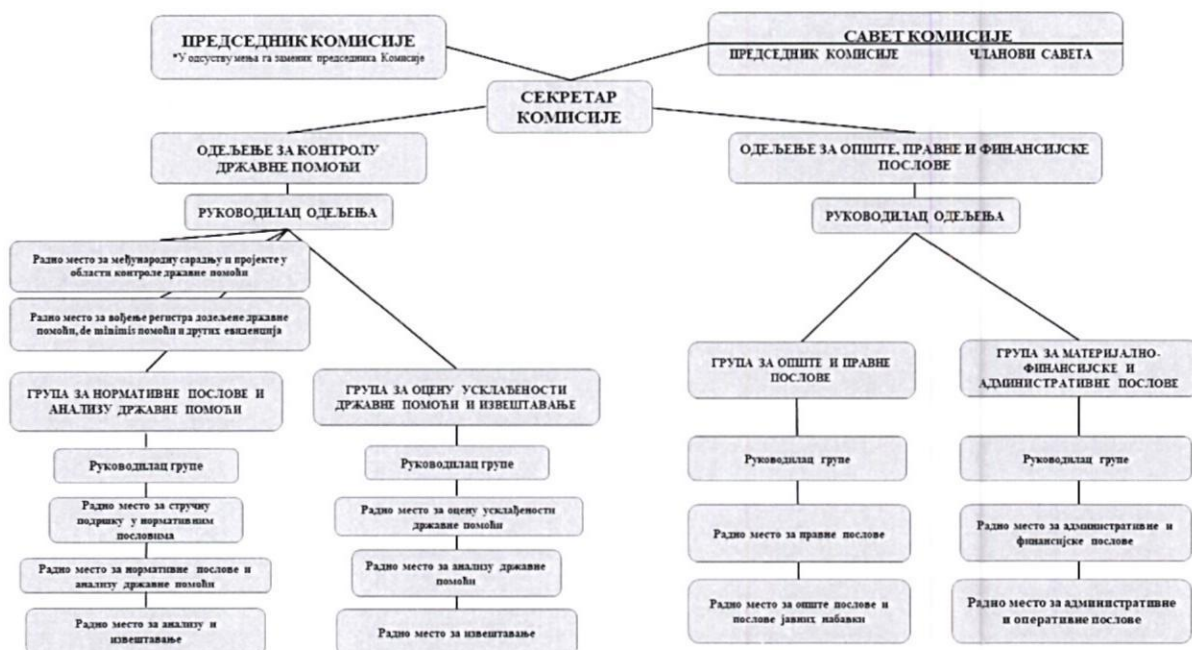 ПРЕДСЕДНИК КОМИСИЈЕ
*У одсуству мења га заменик председника Комисије
САВЕТ КОМИСИЈЕ
ПРЕДСЕДНИК КОМИСИЈЕ ЧЛАНОВИ САВЕТА
СЕКРЕТАР
КОМИСИЈЕ
ОДЕЉЕЊЕ ЗА КОНТРОЛУ
ДРЖАВНЕ ПОМОЋИ
РУКОВОДИЛАЦ ОДЕЉЕЊА
Радно место за међународну сарадњу и пројекте у
области контроле државне помоћи
Радно место за вођење регистра додељене државне
помоћи, de minimis помоћи и других евиденција
ГРУПА ЗА НОРМАТИВНЕ ПОСЛОВЕ И
АНАЛИЗУ ДРЖАВНЕ ПОМОЋИ
Руководилац групе
Радно место за стручну
подршку у нормативним
пословима
Радно место за нормативне послове и
анализу државне помоћи
Радно место за анализу и
извештавање
ГРУПА ЗА ОЦЕНУ УСКЛАЂЕНОСТИ
ДРЖАВНЕ ПОМОЋИ И ИЗВЕШТАВАЊЕ
Руководилац групе
Радно место за оцену усклађености
државне помоћи
Радно место за анализу државне
помоћи
Радно место за извештавање
ОДЕЉЕЊЕ ЗА ОПШТЕ, ПРАВНЕ И ФИНАНСИЈСКЕ
ПОСЛОВЕ
РУКОВОДИЛАЦ ОДЕЉЕЊА
ГРУПА ЗА ОПШТЕ И ПРАВНЕ
ПОСЛОВЕ
Руководилац групе
Радно место за правне послове
Радно место за опште послове и
послове јавних набавки
ГРУПА ЗА МАТЕРИЈАЛНО-
ФИНАНСИЈСКЕ И
АДМИНИСТРАТИВНЕ ПОСЛОВЕ
Руководилац групе
Радно место за административне и
финансијске послове
Радно место за административне
и оперативне послове